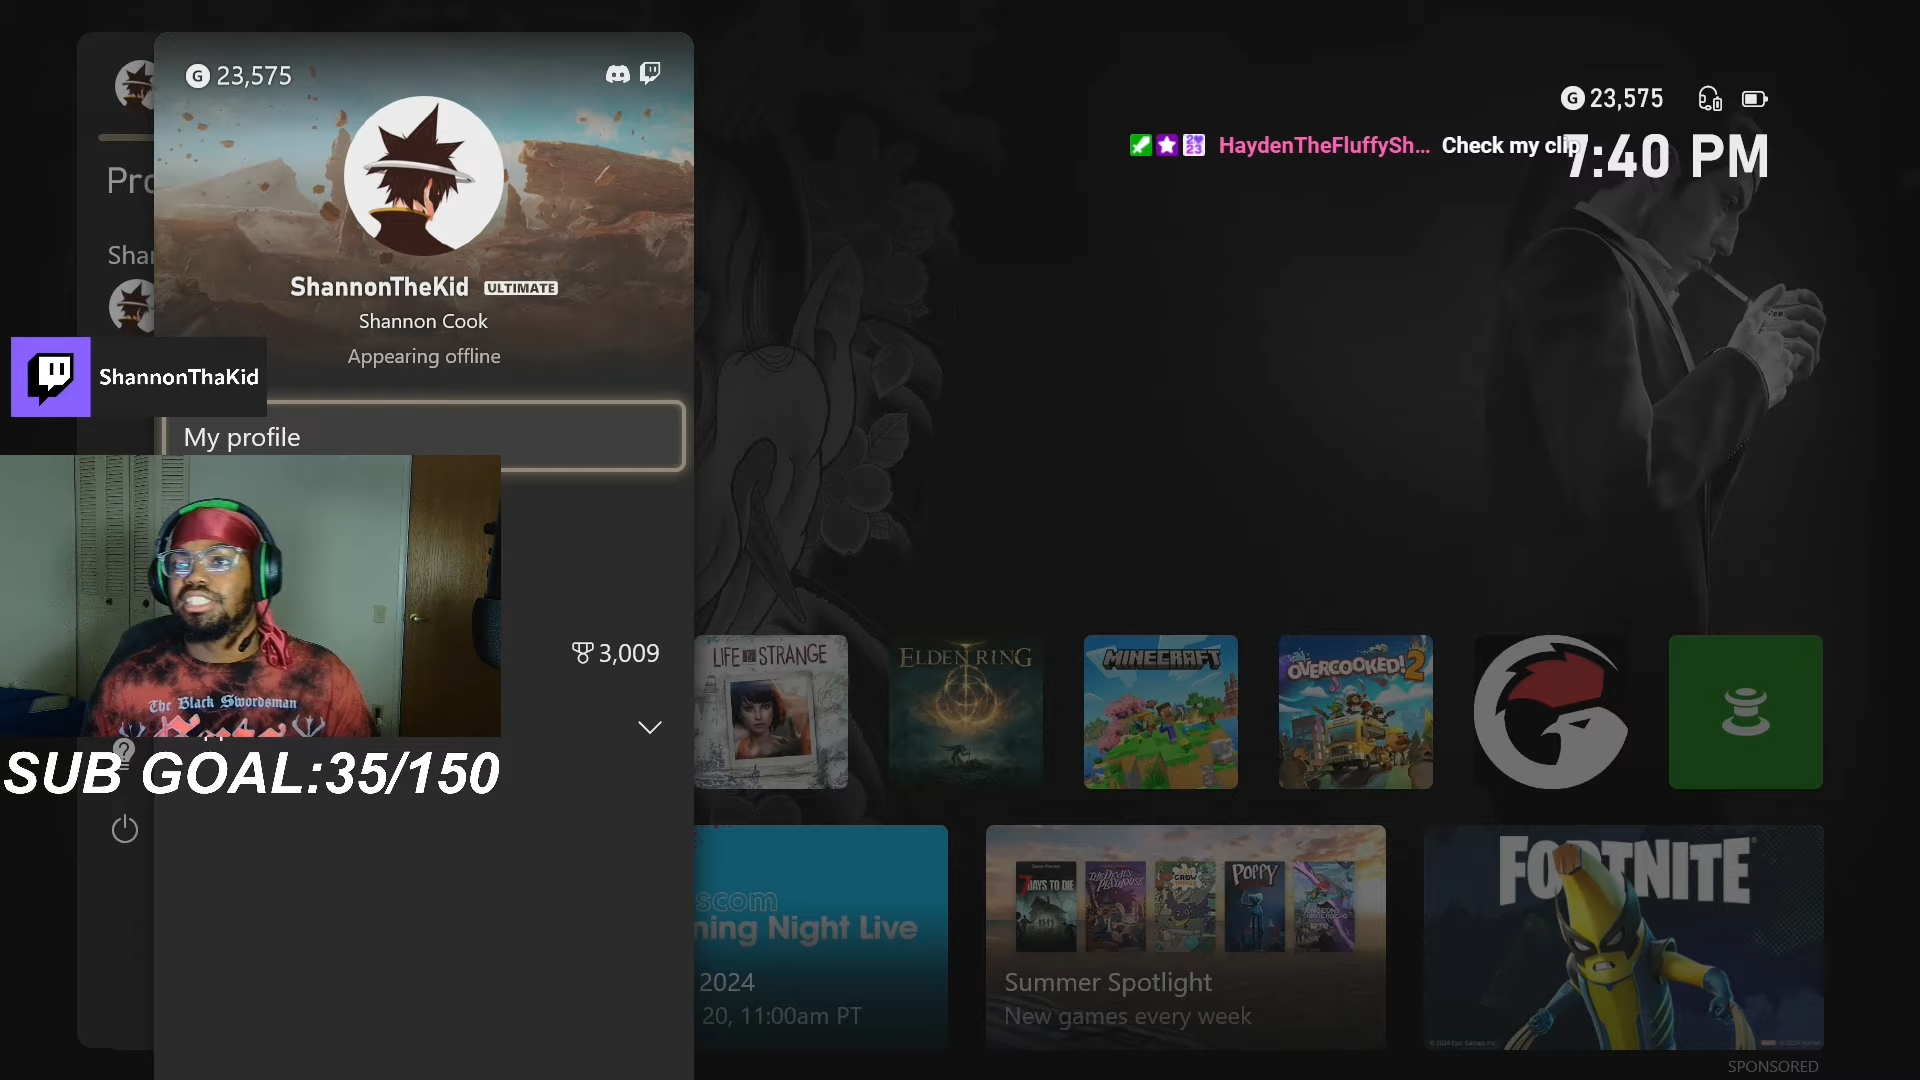 23,575
ShannonTheKid ULTIMATE
Shannon Cook
Appearing offline
Pro
Shar
ShannonThaKid
My profile
3,009
The Black Swordsman
SUB GOAL:35/150
23,575
HaydenTheFluffySh... Check my clip
7:40 PM
LIFE IS STRANGE
ELDEN RING
MINECRAFT
OVERCOOKED! 2
scom
ning Night Live
2024
20, 11:00am PT
7 DAYS TO DIE
THE DEVIL'S PLAYHOUSE
POPPY
Summer Spotlight
New games every week
FORTNITE
SPONSORED